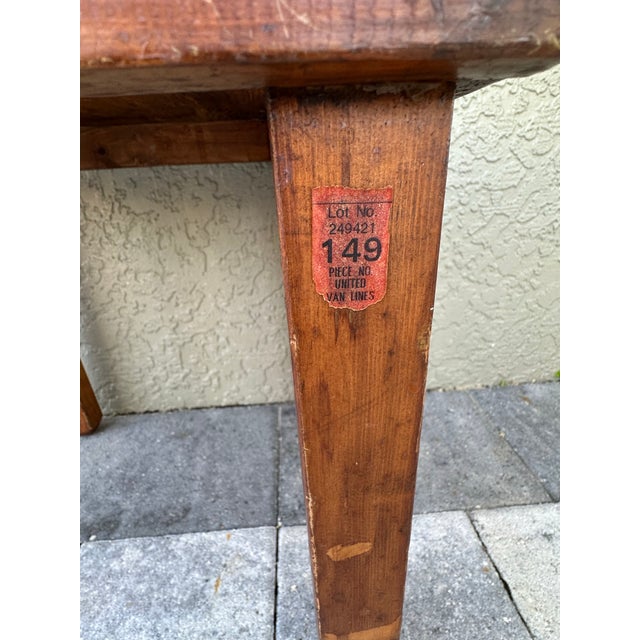 Lot No.
249421
149
PIECE NO.
UNITED
VAN LINES